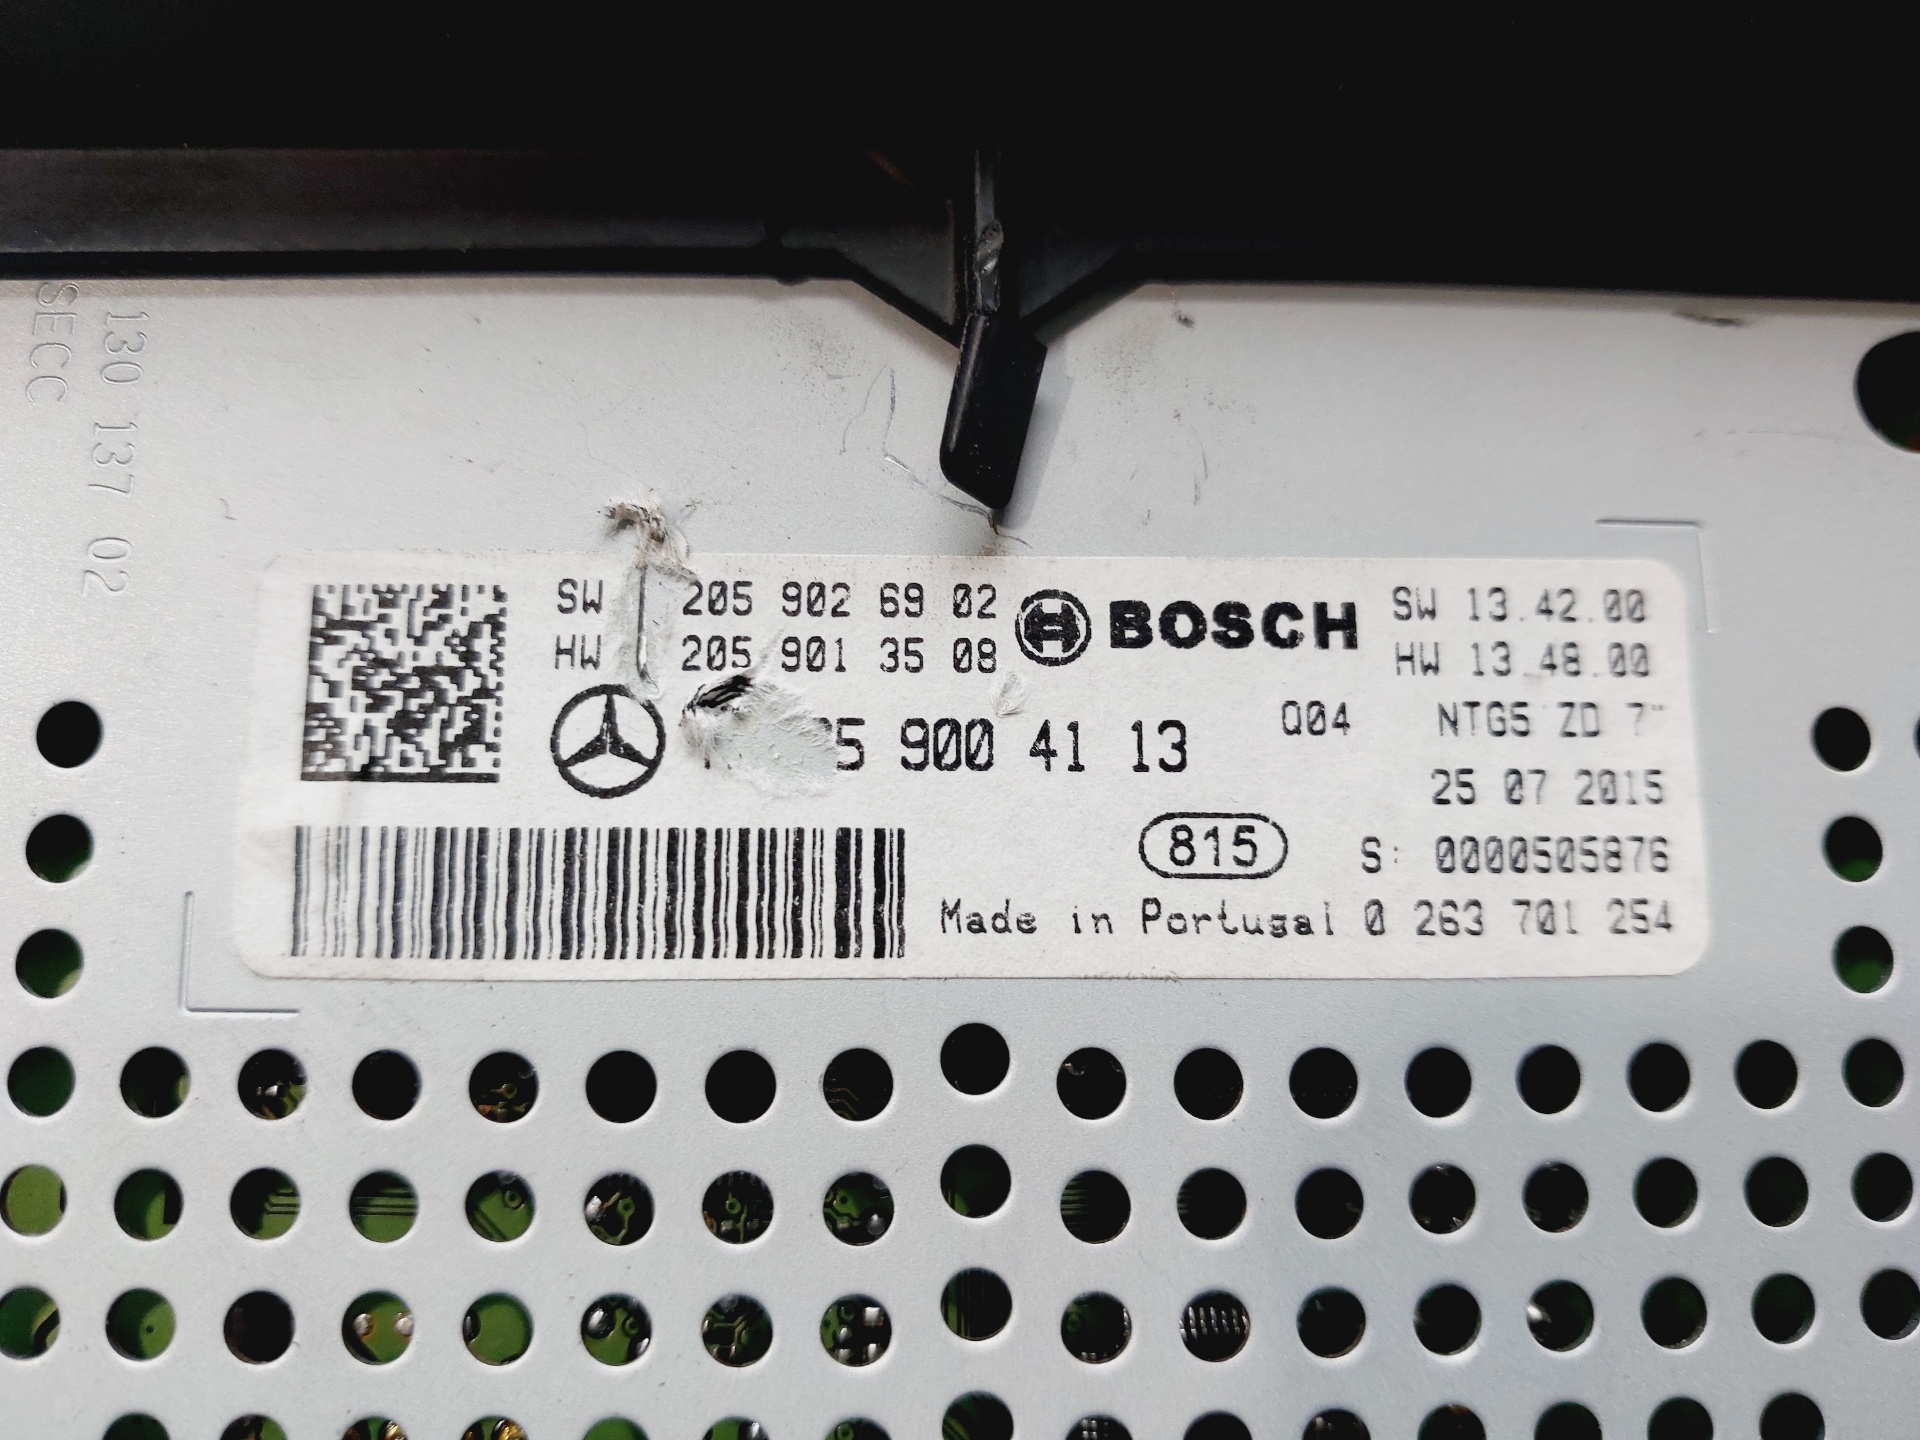 130 137 02
SECC
SW 205 902 69 02
HW 205 901 35 08
BOSCH
SW 13.42.00
HW 13.48.00
5 900 41 13
Q04 NTG5 ZD 7"
25 07 2015
815 S: 0000505876
Made in Portugal 0 263 701 254